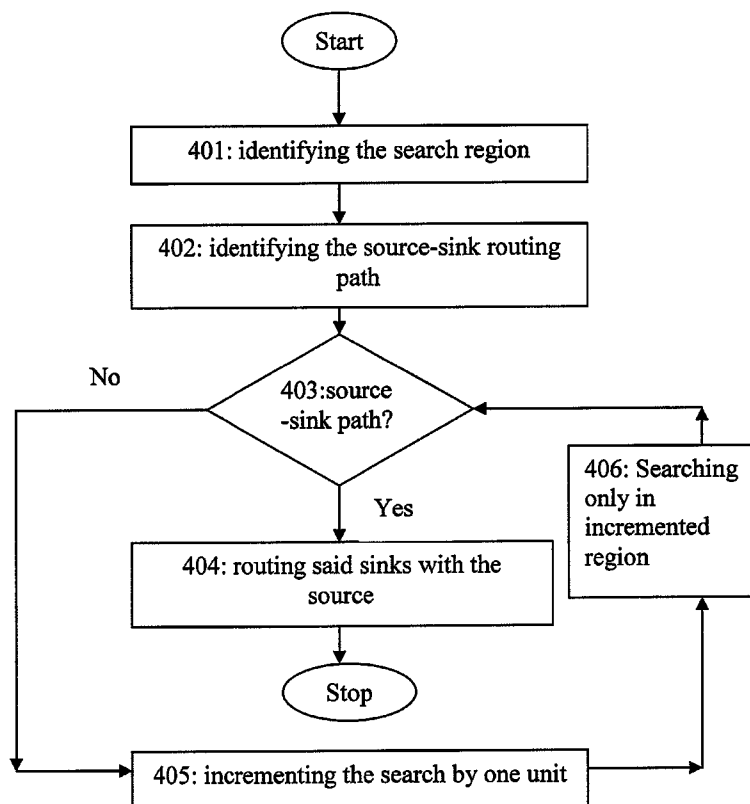 Start
401: identifying the search region
402: identifying the source-sink routing
path
No
403:source
-sink path?
406: Searching
only in
incremented
region
Yes
404: routing said sinks with the
source
Stop
405: incrementing the search by one unit